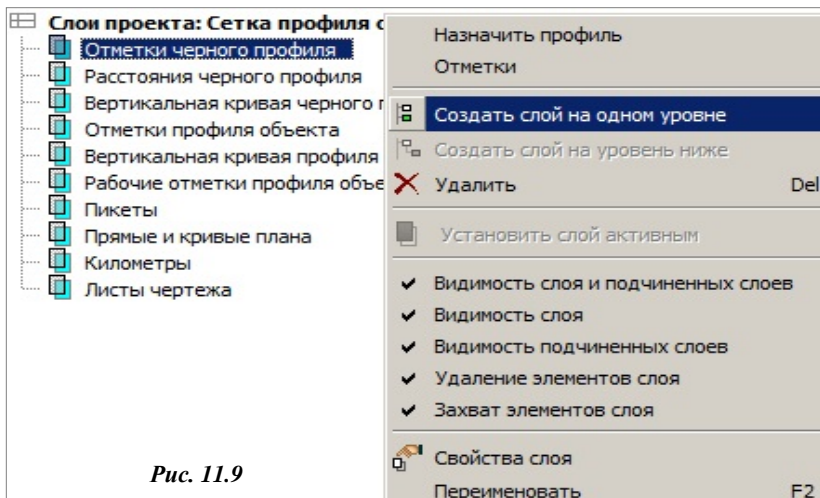 Слои проекта: Сетка профиля
Отметки черного профиля
Расстояния черного профиля
Вертикальная кривая черного
Отметки профиля объекта
Вертикальная кривая профиля
Рабочие отметки профиля объе
Пикеты
Прямые и кривые плана
Километры
Листы чертежа
Назначить профиль
Отметки
Создать слой на одном уровне
Создать слой на уровень ниже
Удалить Del
Установить слой активным
Видимость слоя и подчиненных слоев
Видимость слоя
Видимость подчиненных слоев
Удаление элементов слоя
Захват элементов слоя
Свойства слоя
Переименовать F2
Рис. 11.9